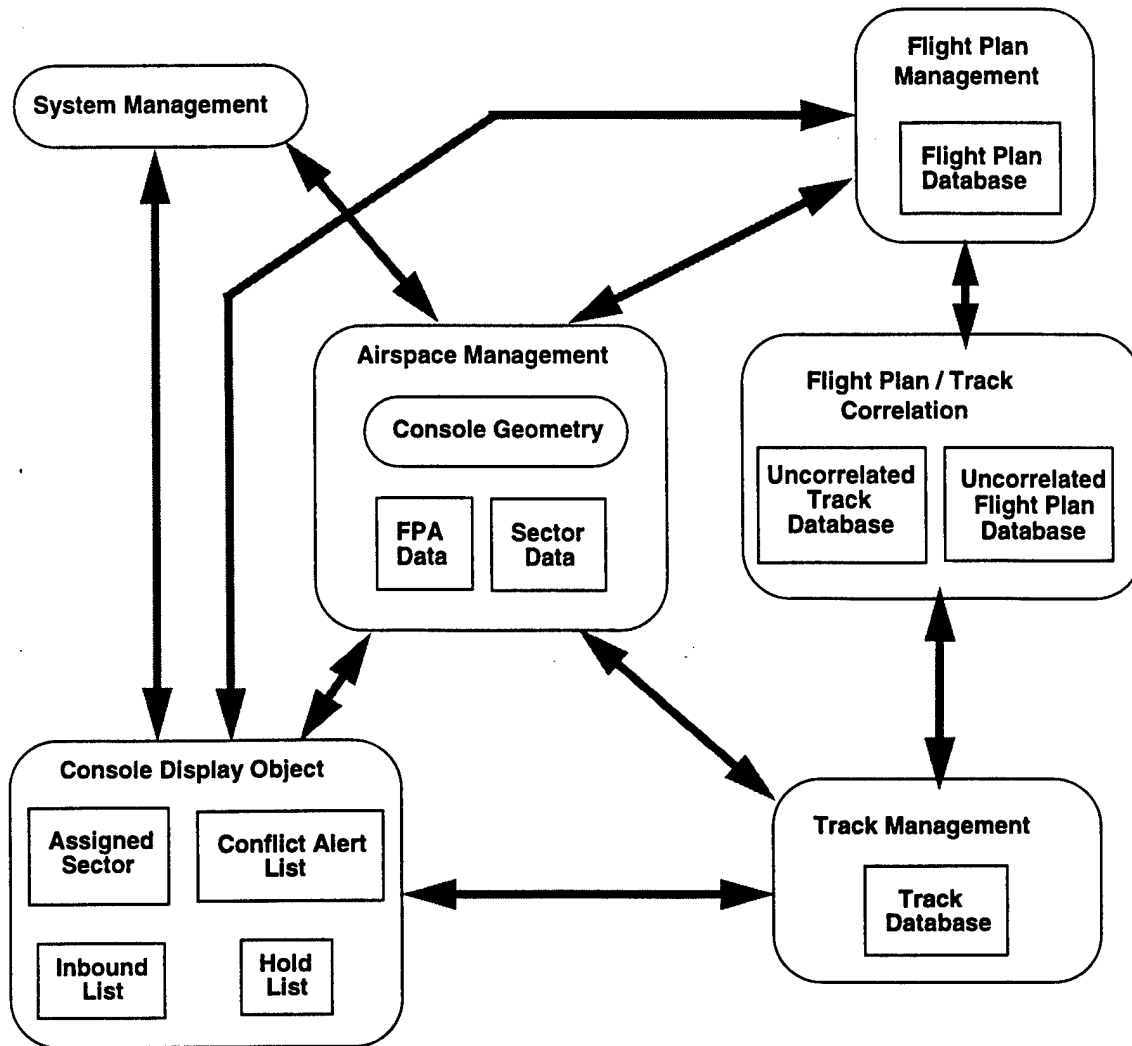 System Management
Flight Plan
Management
Flight Plan
Database
Airspace Management
Console Geometry
FPA
Data
Sector
Data
Flight Plan / Track
Correlation
Uncorrelated
Track
Database
Uncorrelated
Flight Plan
Database
Console Display Object
Assigned
Sector
Conflict Alert
List
Inbound
List
Hold
List
Track Management
Track
Database